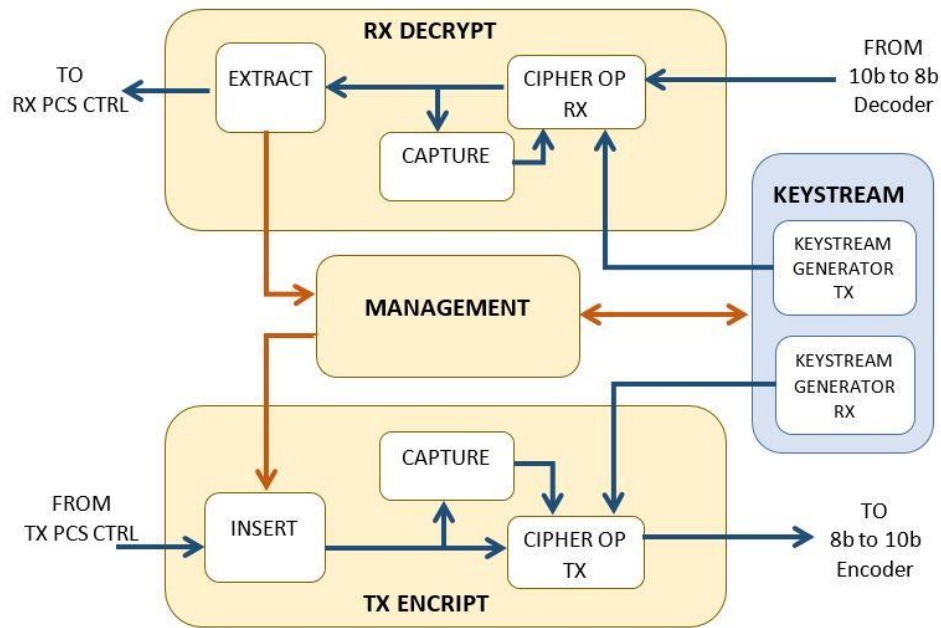 RX DECRYPT
TO
RX PCS CTRL
EXTRACT
CIPHER OP
RX
CAPTURE
FROM
10b to 8b
Decoder
KEYSTREAM
KEYSTREAM
GENERATOR
TX
KEYSTREAM
GENERATOR
RX
MANAGEMENT
FROM
TX PCS CTRL
INSERT
CAPTURE
CIPHER OP
TX
TO
8b to 10b
Encoder
TX ENCRIPT